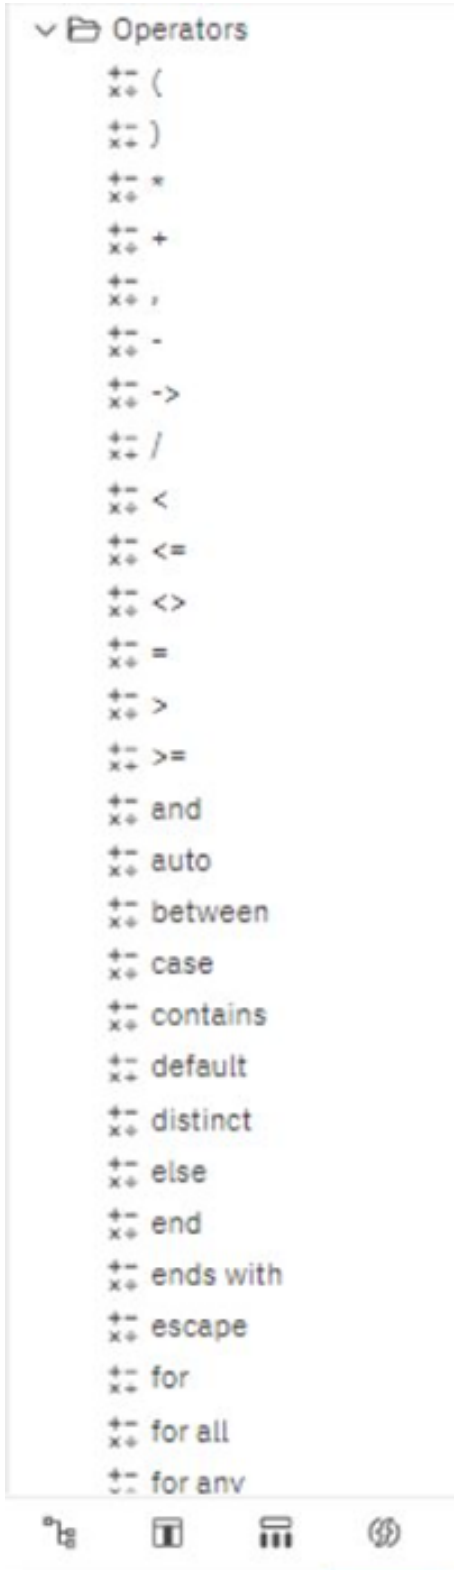 Operators
(
)
*
+
,
-
->
/
<
<=
<>
=
>
>=
and
auto
between
case
contains
default
distinct
else
end
ends with
escape
for
for all
for any